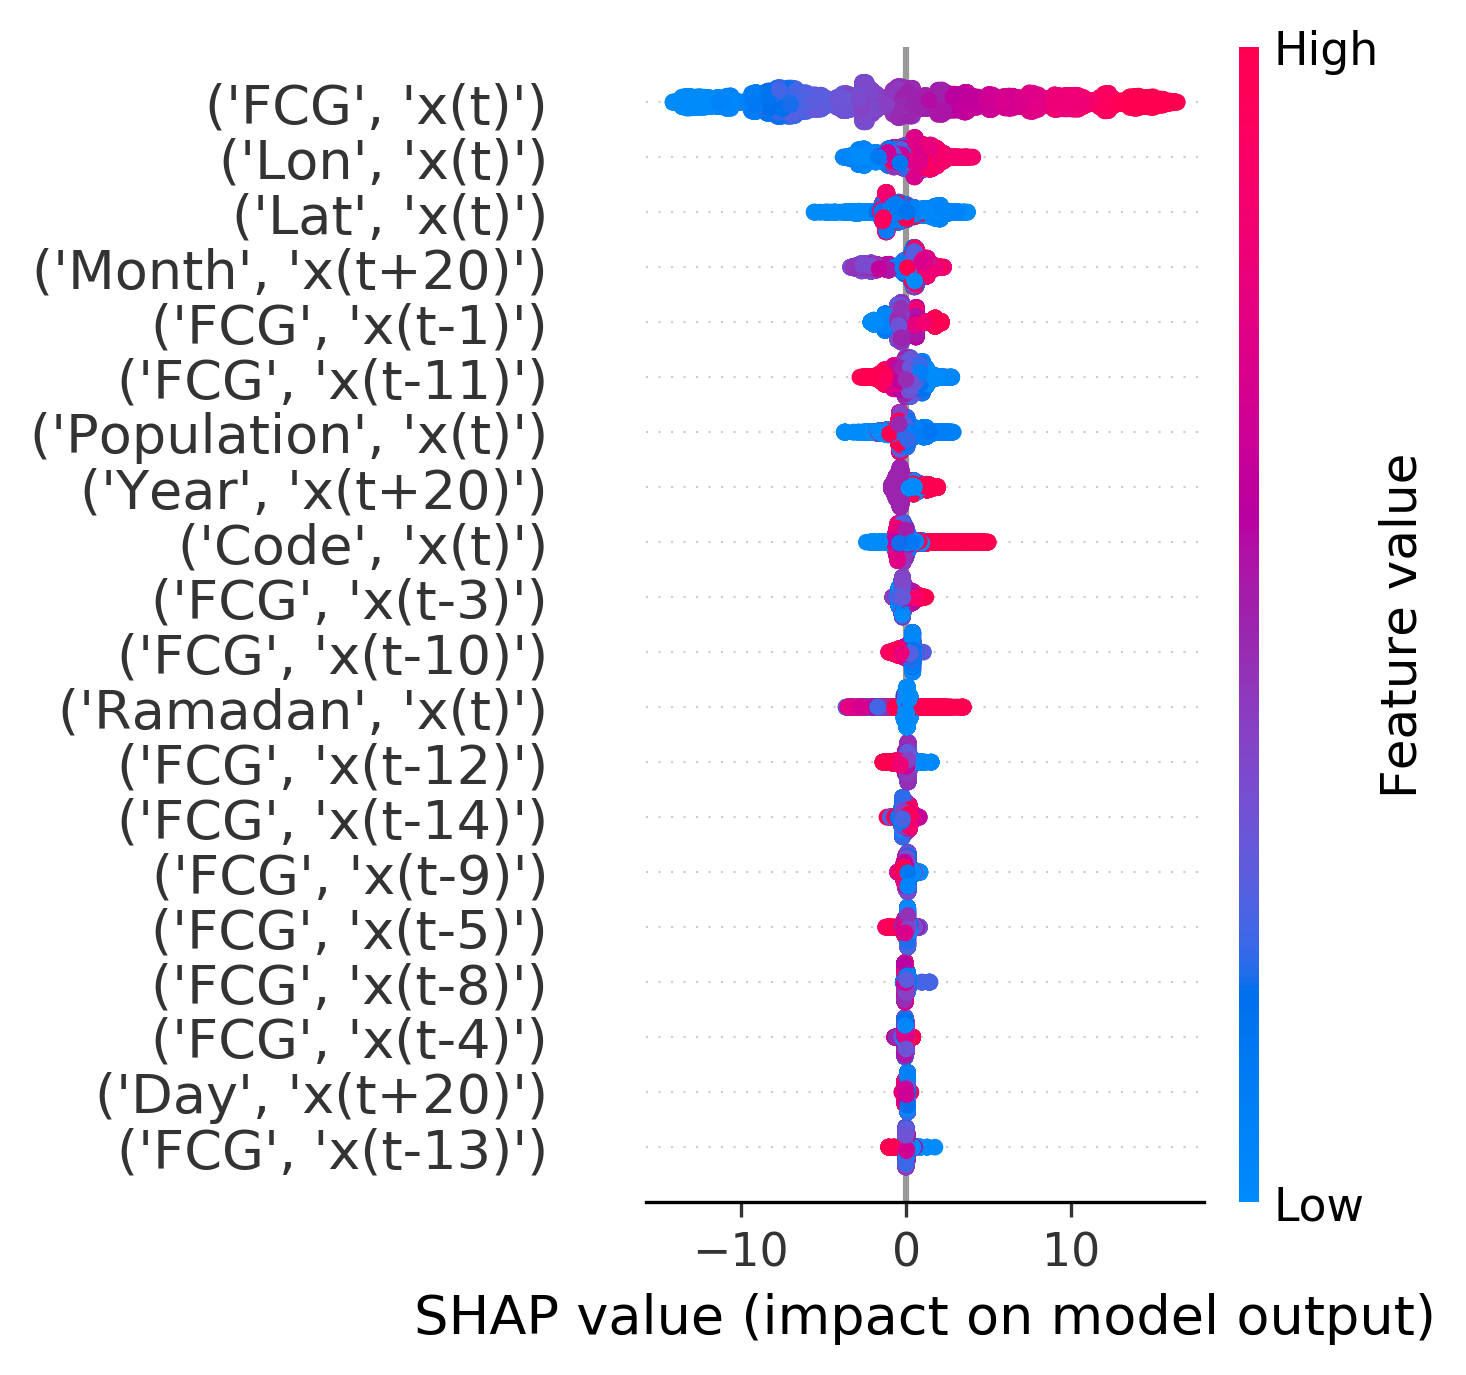 High
('FCG', 'x(t)')
('Lon', 'x(t)')
('Lat', 'x(t)')
('Month', 'x(t+20)')
('FCG', 'x(t-1)')
('FCG', 'x(t-11)')
('Population', 'x(t)')
('Year', 'x(t+20)')
('Code', 'x(t)')
('FCG', 'x(t-3)')
('FCG', 'x(t-10)')
('Ramadan', 'x(t)')
('FCG', 'x(t-12)')
('FCG', 'x(t-14)')
('FCG', 'x(t-9)')
('FCG', 'x(t-5)')
('FCG', 'x(t-8)')
('FCG', 'x(t-4)')
('Day', 'x(t+20)')
('FCG', 'x(t-13)')
Feature value
Low
−10 0 10
SHAP value (impact on model output)